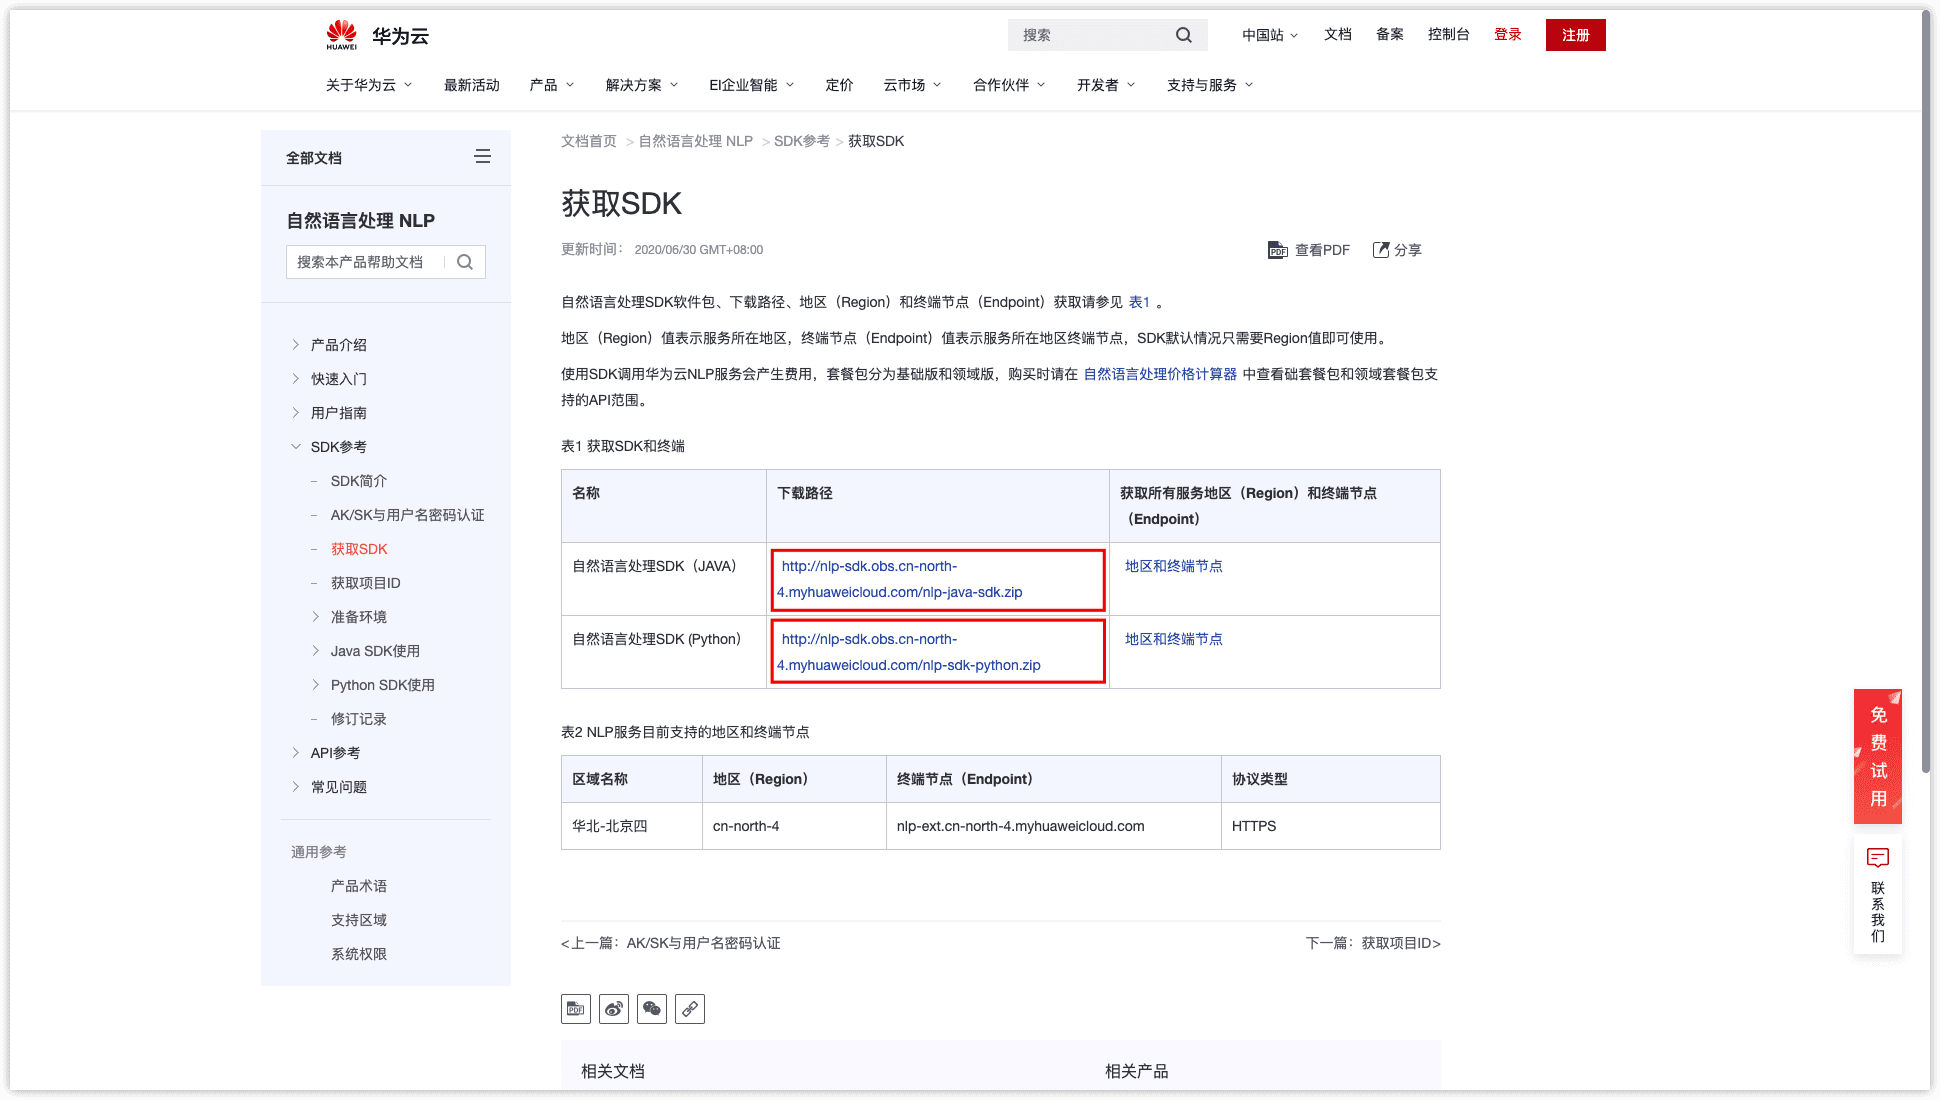 HUAWEI
华为云
搜索
中国站
文档
备案
控制台
登录
注册
关于华为云
最新活动
产品
解决方案
EI企业智能
定价
云市场
合作伙伴
开发者
支持与服务
全部文档
自然语言处理 NLP
搜索本产品帮助文档
产品介绍
快速入门
用户指南
SDK参考
SDK简介
AK/SK与用户名密码认证
获取SDK
获取项目ID
准备环境
Java SDK使用
Python SDK使用
修订记录
API参考
常见问题
通用参考
产品术语
支持区域
系统权限
文档首页 > 自然语言处理 NLP > SDK参考 > 获取SDK
获取SDK
更新时间： 2020/06/30 GMT+08:00
PDF 查看PDF
分享
自然语言处理SDK软件包、下载路径、地区（Region）和终端节点（Endpoint）获取请参见 表1 。
地区（Region）值表示服务所在地区，终端节点（Endpoint）值表示服务所在地区终端节点，SDK默认情况只需要Region值即可使用。
使用SDK调用华为云NLP服务会产生费用，套餐包分为基础版和领域版，购买时请在 自然语言处理价格计算器 中查看础套餐包和领域套餐包支
持的API范围。
表1 获取SDK和终端
名称
下载路径
获取所有服务地区（Region）和终端节点
（Endpoint）
自然语言处理SDK（JAVA）
http://nlp-sdk.obs.cn-north-
4.myhuaweicloud.com/nlp-java-sdk.zip
地区和终端节点
自然语言处理SDK (Python）
http://nlp-sdk.obs.cn-north-
4.myhuaweicloud.com/nlp-sdk-python.zip
地区和终端节点
表2 NLP服务目前支持的地区和终端节点
区域名称
地区（Region）
终端节点（Endpoint）
协议类型
华北-北京四
cn-north-4
nlp-ext.cn-north-4.myhuaweicloud.com
HTTPS
<上一篇：AK/SK与用户名密码认证
下一篇：获取项目ID>
PDF
相关文档
相关产品
免费试用
联系我们